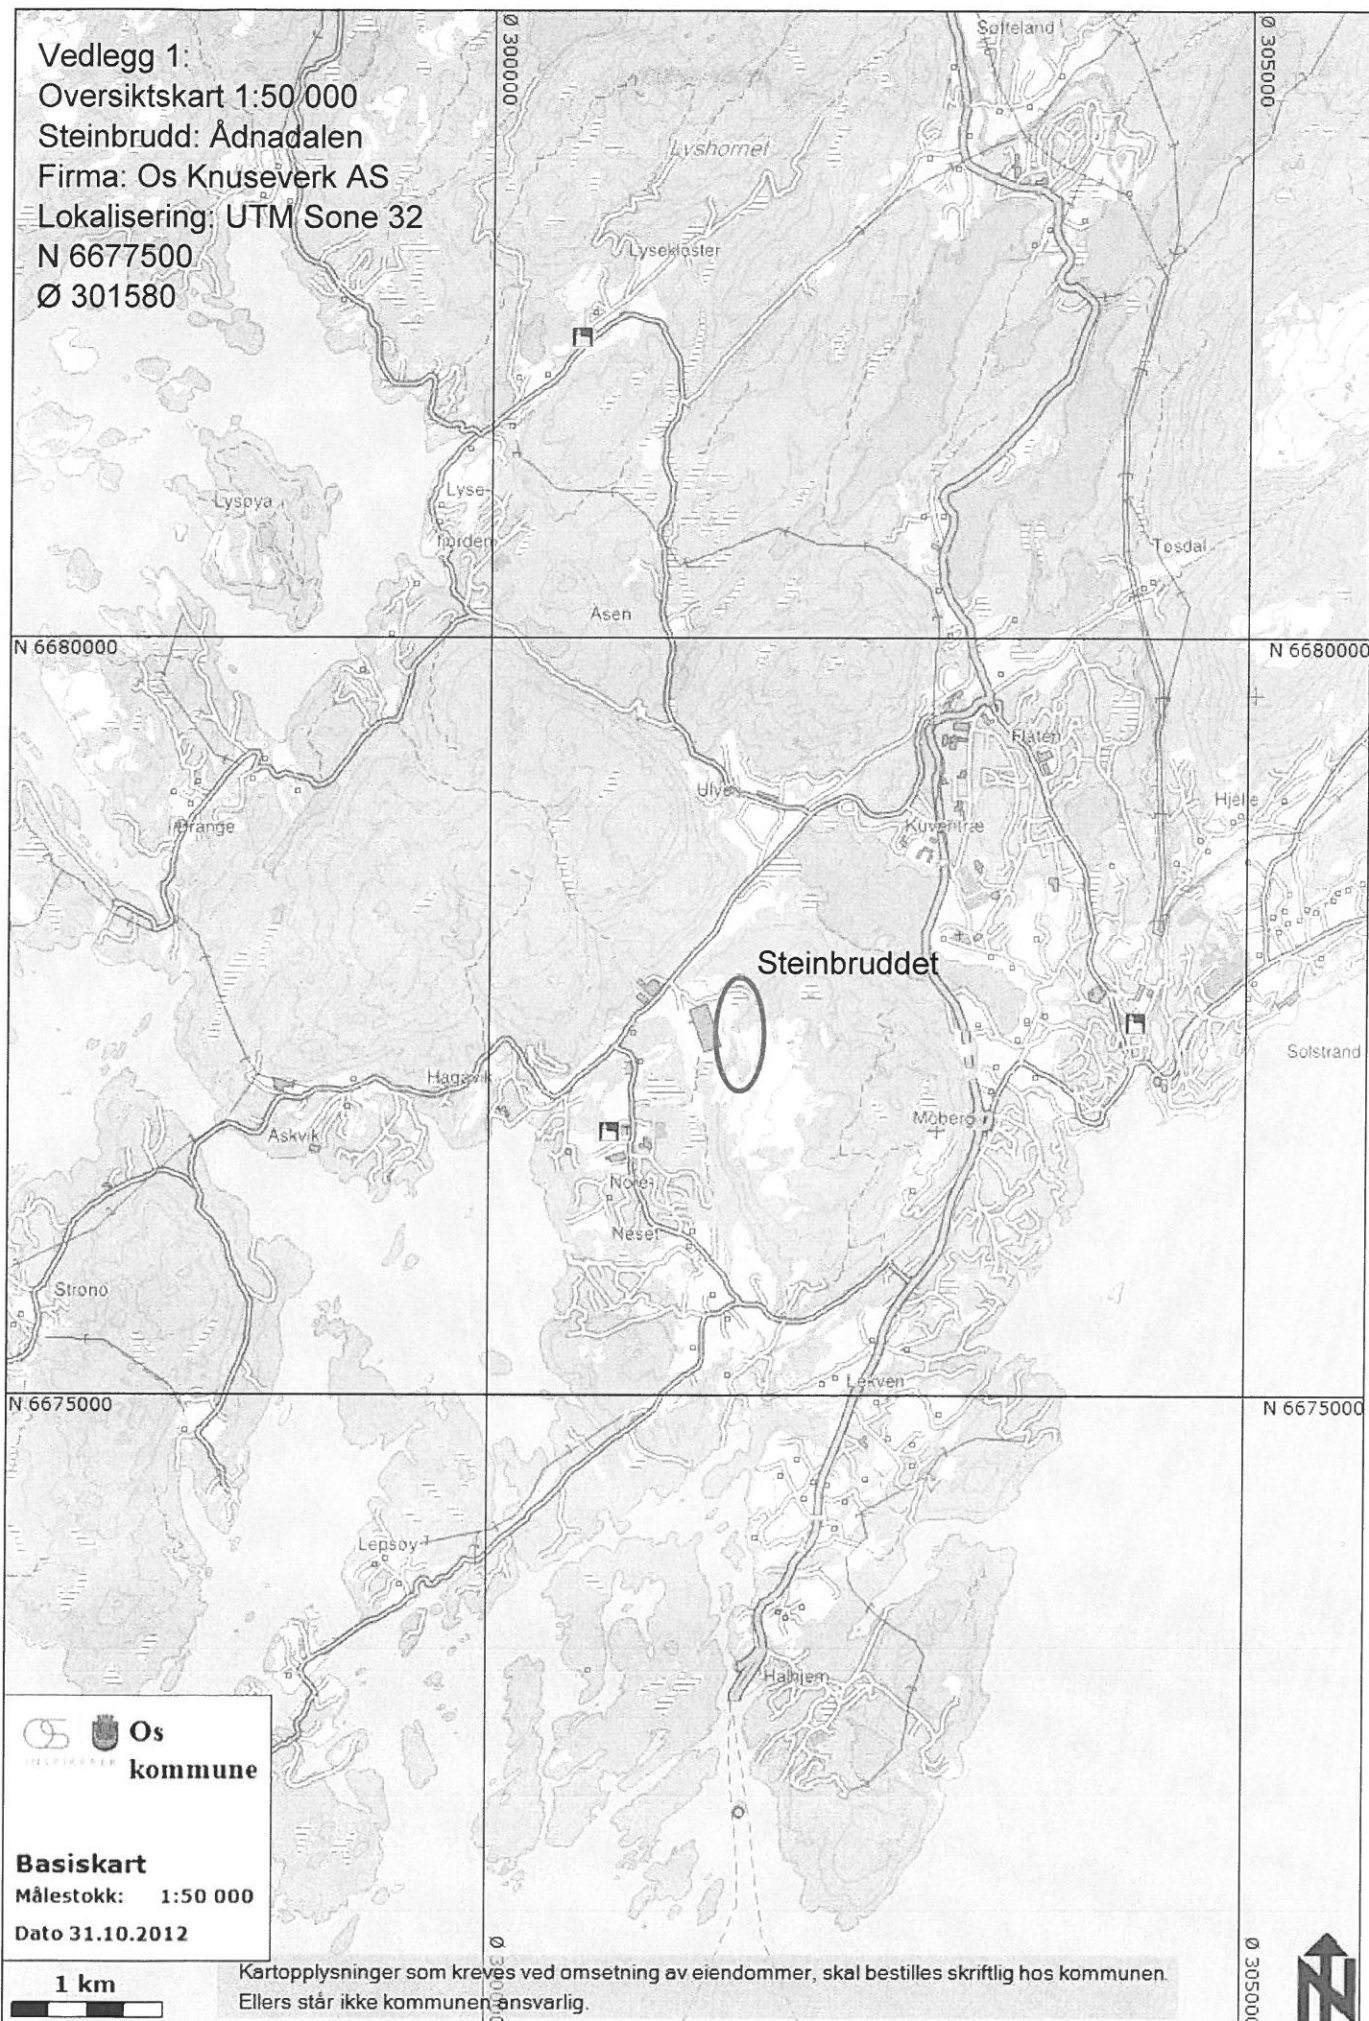 Vedlegg 1:
Oversiktskart 1:50 000
Steinbrudd: Ådnadalen
Firma: Os Knuseverk AS
Lokalisering: UTM Sone 32
N 6677500
Ø 301580
Ø 300000
Ø 305000
Søfteland
Lyshornet
Lysekloster
Lysøya
Lyse-
fjorden
Tøsdal
Åsen
N 6680000
N 6680000
Flåten
Ulven
Hjelle
Drange
Kuventræ
Steinbruddet
Solstrand
Hagavik
Moberg
Askvik
Nore
Neset
Strøno
Lekven
N 6675000
N 6675000
Lepsøy
Halhjem
Os
kommune
Basiskart
Målestokk: 1:50 000
Dato 31.10.2012
Ø 300000
Ø 305000
1 km
Kartopplysninger som kreves ved omsetning av eiendommer, skal bestilles skriftlig hos kommunen.
Ellers står ikke kommunen ansvarlig.
N